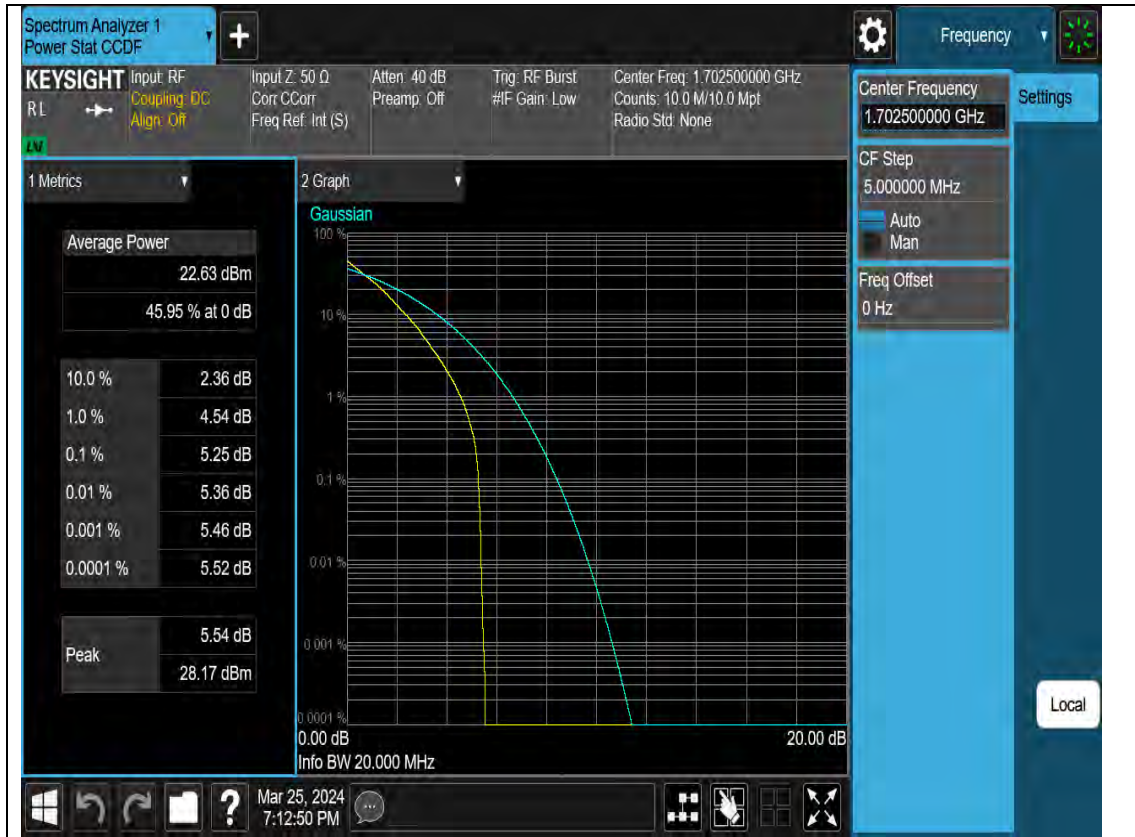 Spectrum Analyzer 1
Power Stat CCDF
Frequency
KEYSIGHT
RL
LNI
Input: RF
Coupling: DC
Align: Off
Input Z: 50 Ω
Corr CCorr
Freq Ref: Int (S)
Atten: 40 dB
Preamp: Off
Trig: RF Burst
#IF Gain: Low
Center Freq: 1.702500000 GHz
Counts: 10.0 M/10.0 Mpt
Radio Std: None
Center Frequency
1.702500000 GHz
Settings
CF Step
5.000000 MHz
Auto
Man
Freq Offset
0 Hz
1 Metrics
Average Power
22.63 dBm
45.95 % at 0 dB
10.0 % 2.36 dB
1.0 % 4.54 dB
0.1 % 5.25 dB
0.01 % 5.36 dB
0.001 % 5.46 dB
0.0001 % 5.52 dB
Peak
5.54 dB
28.17 dBm
2 Graph
Gaussian
100 %
10 %
1 %
0.1 %
0.01 %
0.001 %
0.0001 %
0.00 dB 20.00 dB
Info BW 20.000 MHz
Local
?
Mar 25, 2024
7:12:50 PM